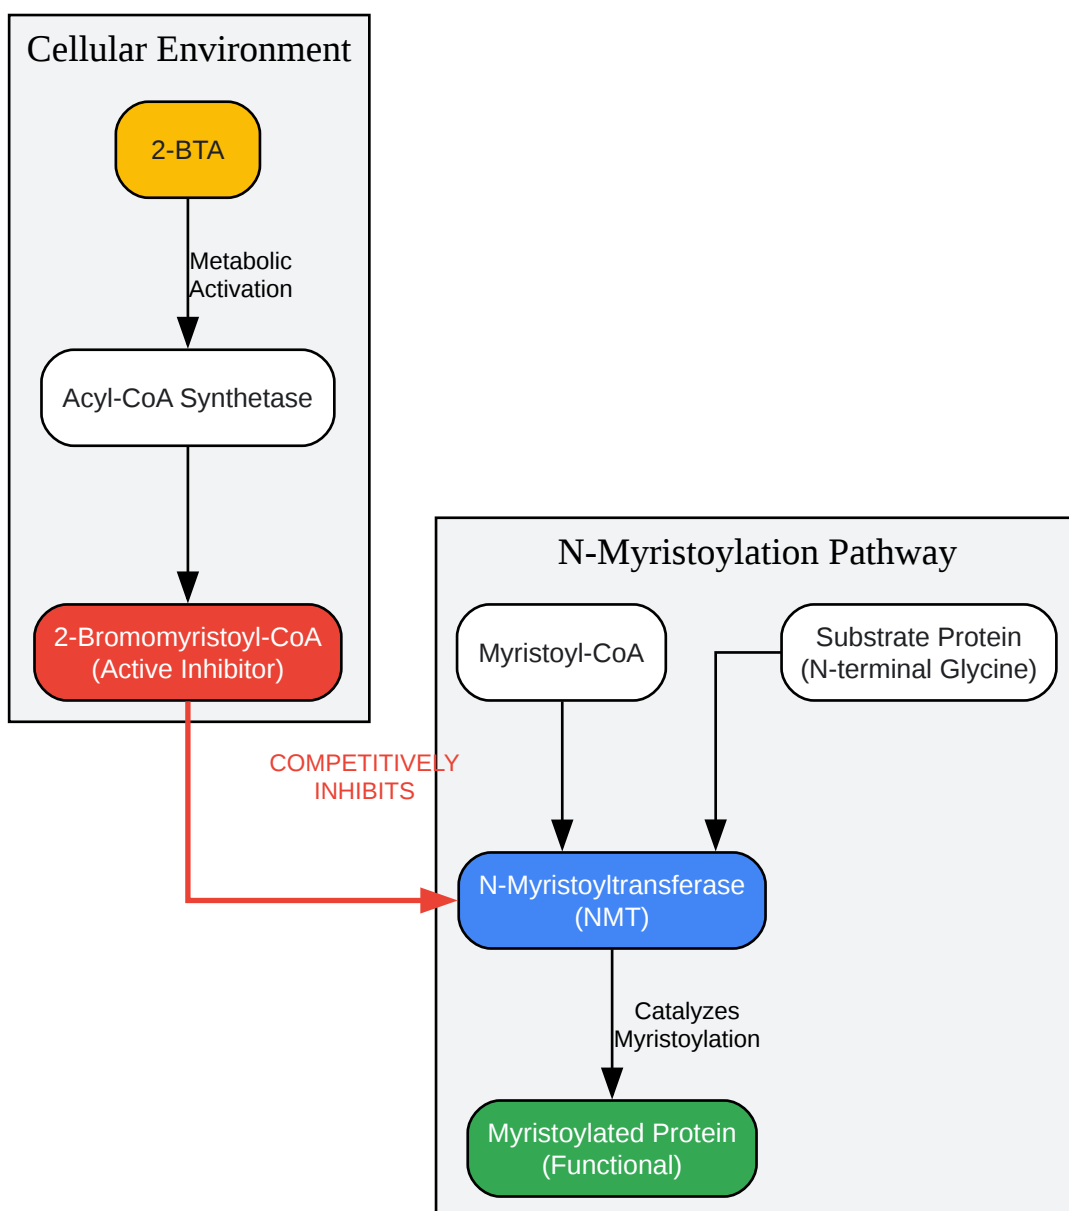 Cellular Environment
2-BTA
Metabolic
Activation
Acyl-CoA Synthetase
2-Bromomyristoyl-CoA
(Active Inhibitor)
COMPETITIVELY
INHIBITS
N-Myristoylation Pathway
Myristoyl-CoA
Substrate Protein
(N-terminal Glycine)
N-Myristoyltransferase
(NMT)
Catalyzes
Myristoylation
Myristoylated Protein
(Functional)